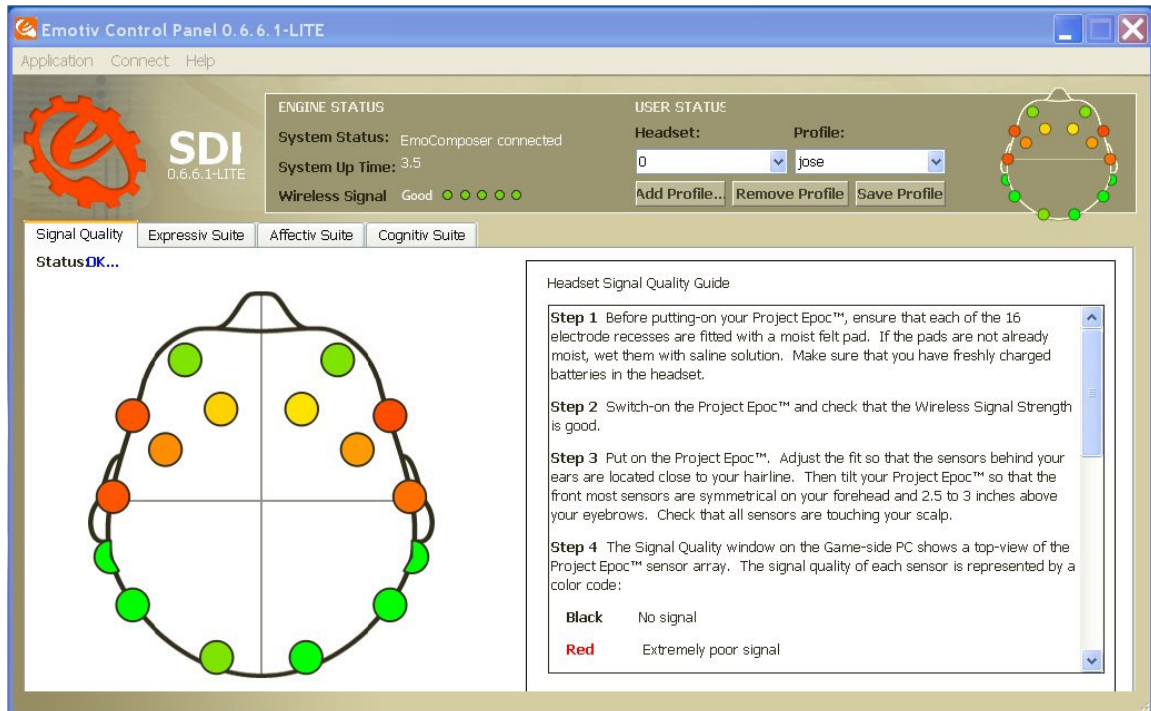 Emotiv Control Panel 0.6.6.1-LITE
Application Connect Help
SDI
0.6.6.1-LITE
ENGINE STATUS
System Status: EmoComposer connected
System Up Time: 3.5
Wireless Signal Good
USER STATUS
Headset: Profile:
0 jose
Add Profile... Remove Profile Save Profile
Signal Quality Expressiv Suite Affectiv Suite Cognitiv Suite
Status:OK...
Headset Signal Quality Guide
Step 1 Before putting-on your Project Epoc™, ensure that each of the 16
electrode recesses are fitted with a moist felt pad. If the pads are not already
moist, wet them with saline solution. Make sure that you have freshly charged
batteries in the headset.
Step 2 Switch-on the Project Epoc™ and check that the Wireless Signal Strength
is good.
Step 3 Put on the Project Epoc™. Adjust the fit so that the sensors behind your
ears are located close to your hairline. Then tilt your Project Epoc™ so that the
front most sensors are symmetrical on your forehead and 2.5 to 3 inches above
your eyebrows. Check that all sensors are touching your scalp.
Step 4 The Signal Quality window on the Game-side PC shows a top-view of the
Project Epoc™ sensor array. The signal quality of each sensor is represented by a
color code:
Black No signal
Red Extremely poor signal